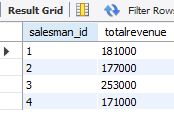 Result Grid Filter Rows
salesman_id totalrevenue
1 181000
2 177000
3 253000
4 171000